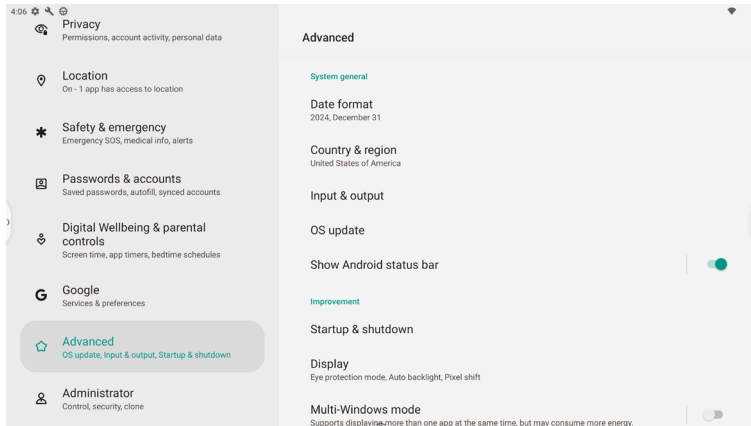 4:06
Privacy
Permissions, account activity, personal data
Location
On - 1 app has access to location
Safety & emergency
Emergency SOS, medical info, alerts
Passwords & accounts
Saved passwords, autofill, synced accounts
Digital Wellbeing & parental
controls
Screen time, app timers, bedtime schedules
Google
Services & preferences
Advanced
OS update, Input & output, Startup & shutdown
Administrator
Control, security, clone
Advanced
System general
Date format
2024, December 31
Country & region
United States of America
Input & output
OS update
Show Android status bar
Improvement
Startup & shutdown
Display
Eye protection mode, Auto backlight, Pixel shift
Multi-Windows mode
Supports displaying more than one app at the same time, but may consume more energy.